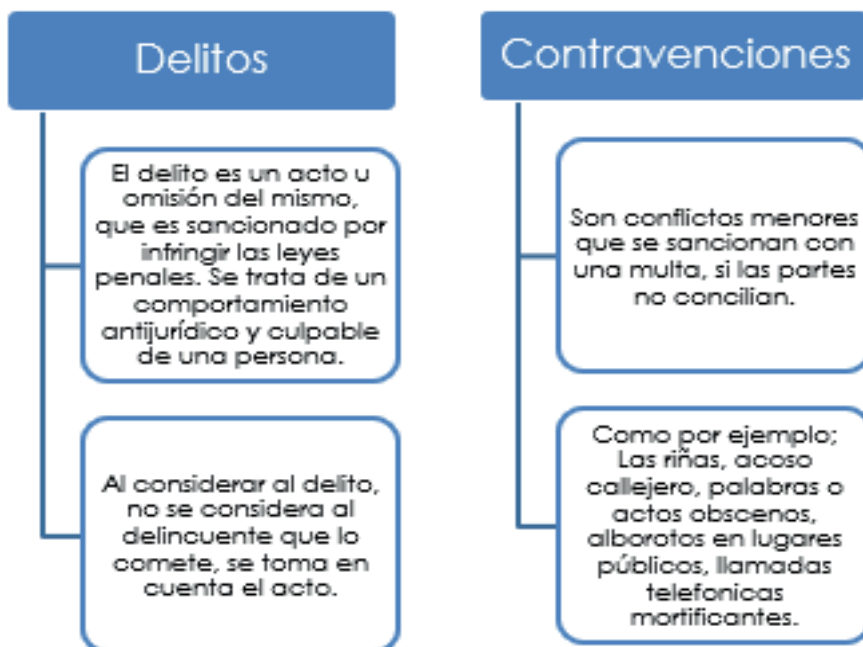 Delitos
El delito es un acto u
omisión del mismo,
que es sancionado por
infringir las leyes
penales. Se trata de un
comportamiento
antijurídico y culpable
de una persona.
Al considerar al delito,
no se considera al
delincuente que lo
comete, se toma en
cuenta el acto.
Contravenciones
Son conflictos menores
que se sancionan con
una multa, si las partes
no concilian.
Como por ejemplo;
Las riñas, acoso
callejero, palabras o
actos obscenos,
alborotos en lugares
públicos, llamadas
telefonicas
mortificantes.